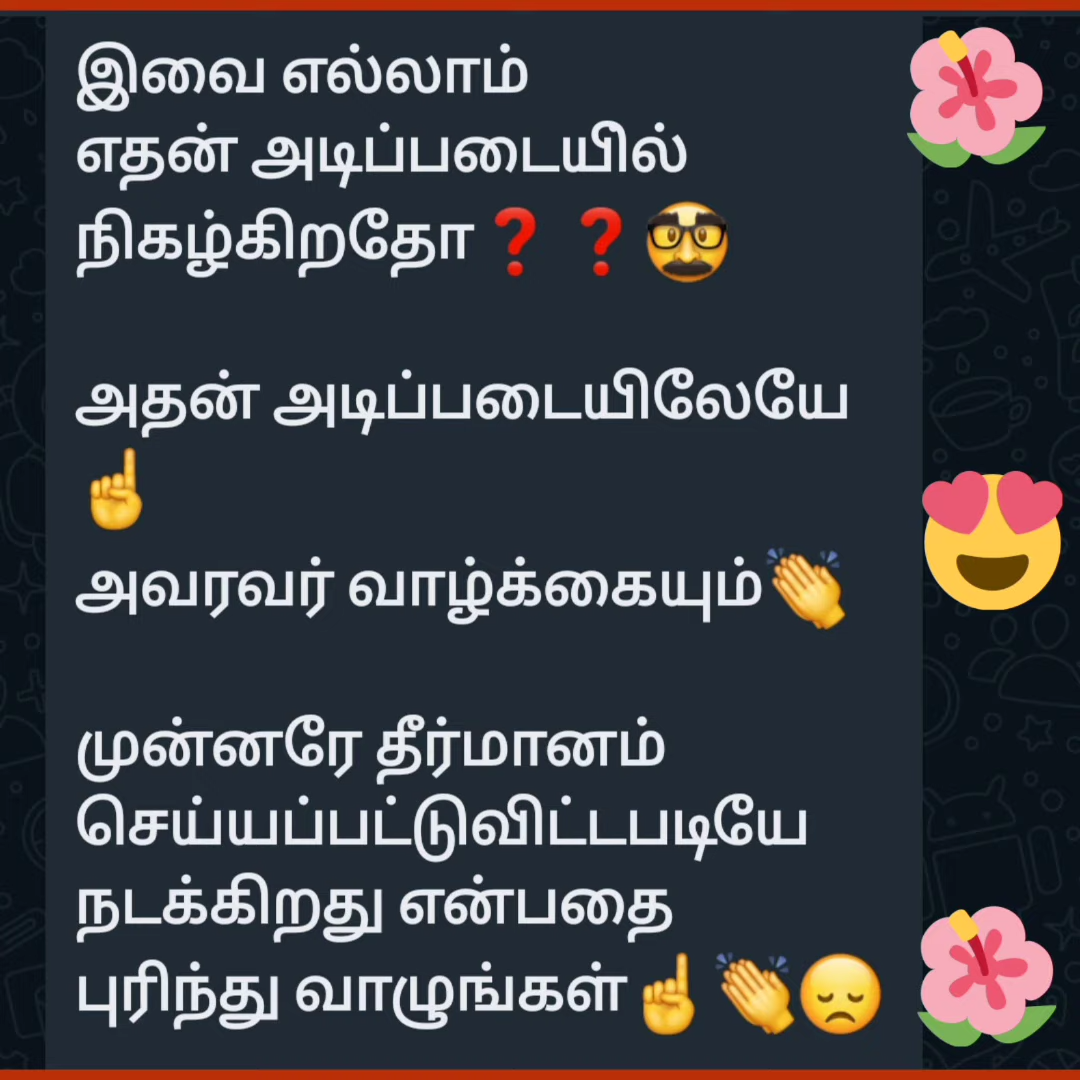 இவை எல்லாம்
எதன் அடிப்படையில்
நிகழ்கிறதோ❓ ❓🥸
அதன் அடிப்படையிலேயே
☝️
அவரவர் வாழ்க்கையும்👏
முன்னரே தீர்மானம்
செய்யப்பட்டுவிட்டபடியே
நடக்கிறது என்பதை
புரிந்து வாழுங்கள்☝️👏😞